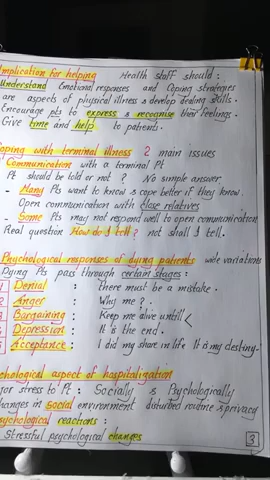 Implication for helping Health staff should :
Understand Emotional responses and Coping strategies
are aspects of physical illness & develop dealing skills.
Encourage pts to express & recognise their feelings.
Give time and help to patients.
Coping with terminal illness 2 main issues
Communication with a terminal Pt
Pt should be told or not ? No simple answer
- Many Pts want to know & cope better if they know.
Open communication with close relatives
- Some Pts may not respond well to open communication
Real question How do I tell ? not shall I tell.
Psychological responses of dying patients wide variations
Dying Pts pass through certain stages :
1 Denial : There must be a mistake.
2 Anger : Why me ?
3 Bargaining : Keep me alive untill <
4 Depression : It is the end.
5 Acceptance : I did my share in life It is my destiny.
chological aspect of hospitalization
jor stress to Pt : Socially & Psychologically
changes in social environment disturbed routine & privacy
sychological reactions :
Stressful psychological changes
3